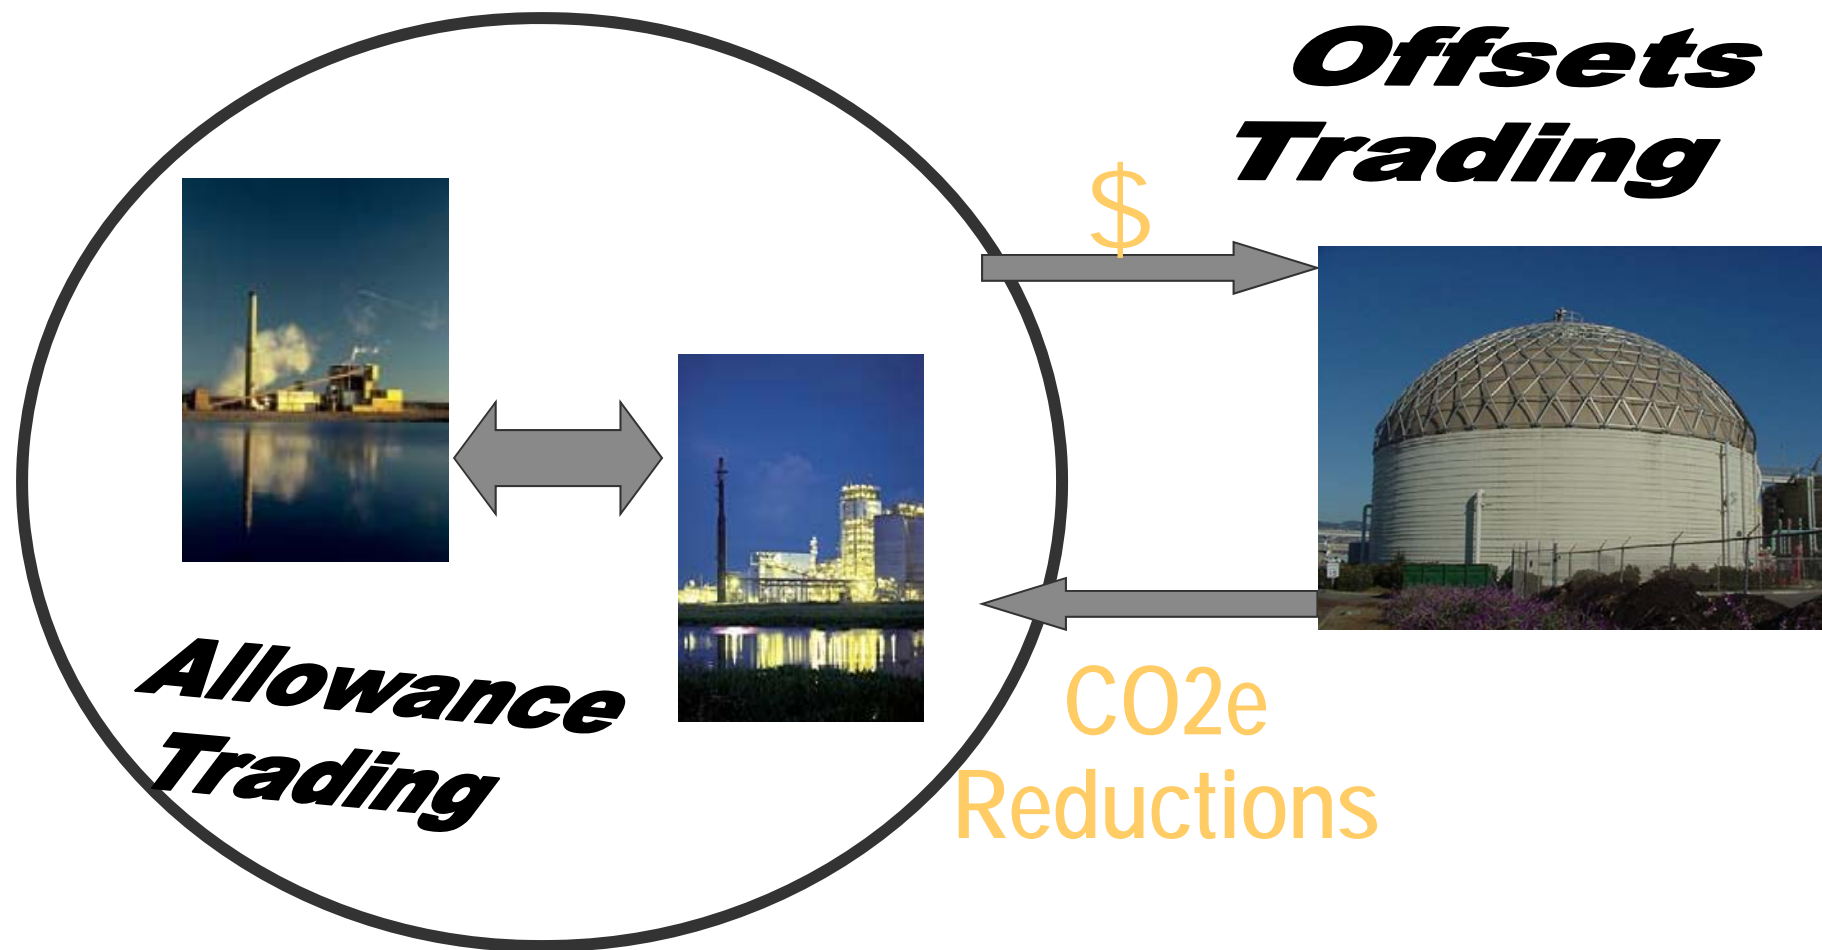 Offsets
Trading
$
Allowance
Trading
CO2e
Reductions